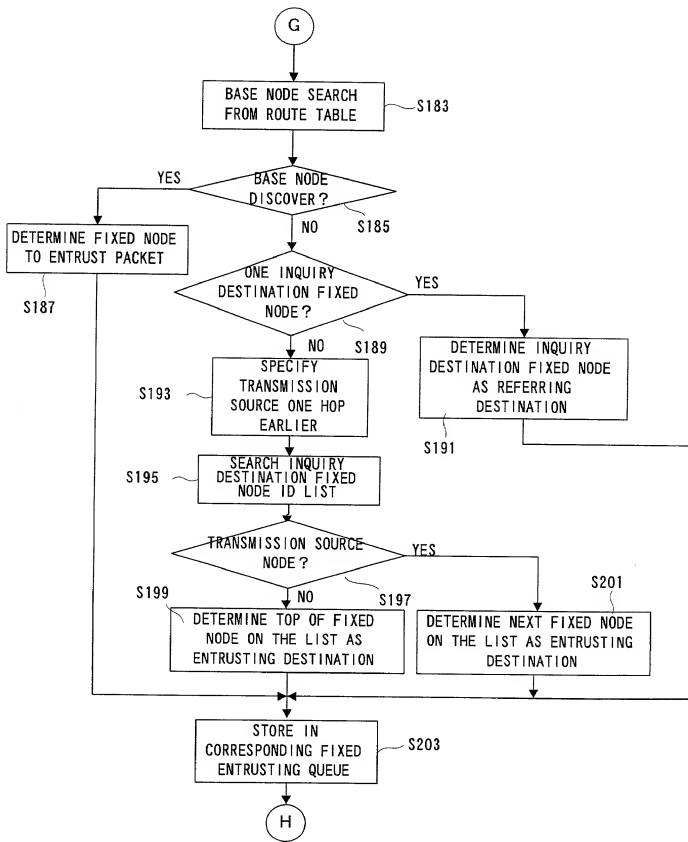 G
BASE NODE SEARCH
FROM ROUTE TABLE
S183
YES
BASE NODE
DISCOVER?
S185
NO
DETERMINE FIXED NODE
TO ENTRUST PACKET
S187
ONE INQUIRY
DESTINATION FIXED
NODE?
YES
S189
NO
DETERMINE INQUIRY
DESTINATION FIXED NODE
AS REFERRING
DESTINATION
S191
SPECIFY
TRANSMISSION
SOURCE ONE HOP
EARLIER
S193
SEARCH INQUIRY
DESTINATION FIXED
NODE ID LIST
S195
TRANSMISSION SOURCE
NODE?
YES
S197
NO
S199
DETERMINE TOP OF FIXED
NODE ON THE LIST AS
ENTRUSTING DESTINATION
S201
DETERMINE NEXT FIXED NODE
ON THE LIST AS ENTRUSTING
DESTINATION
STORE IN
CORRESPONDING FIXED
ENTRUSTING QUEUE
S203
H